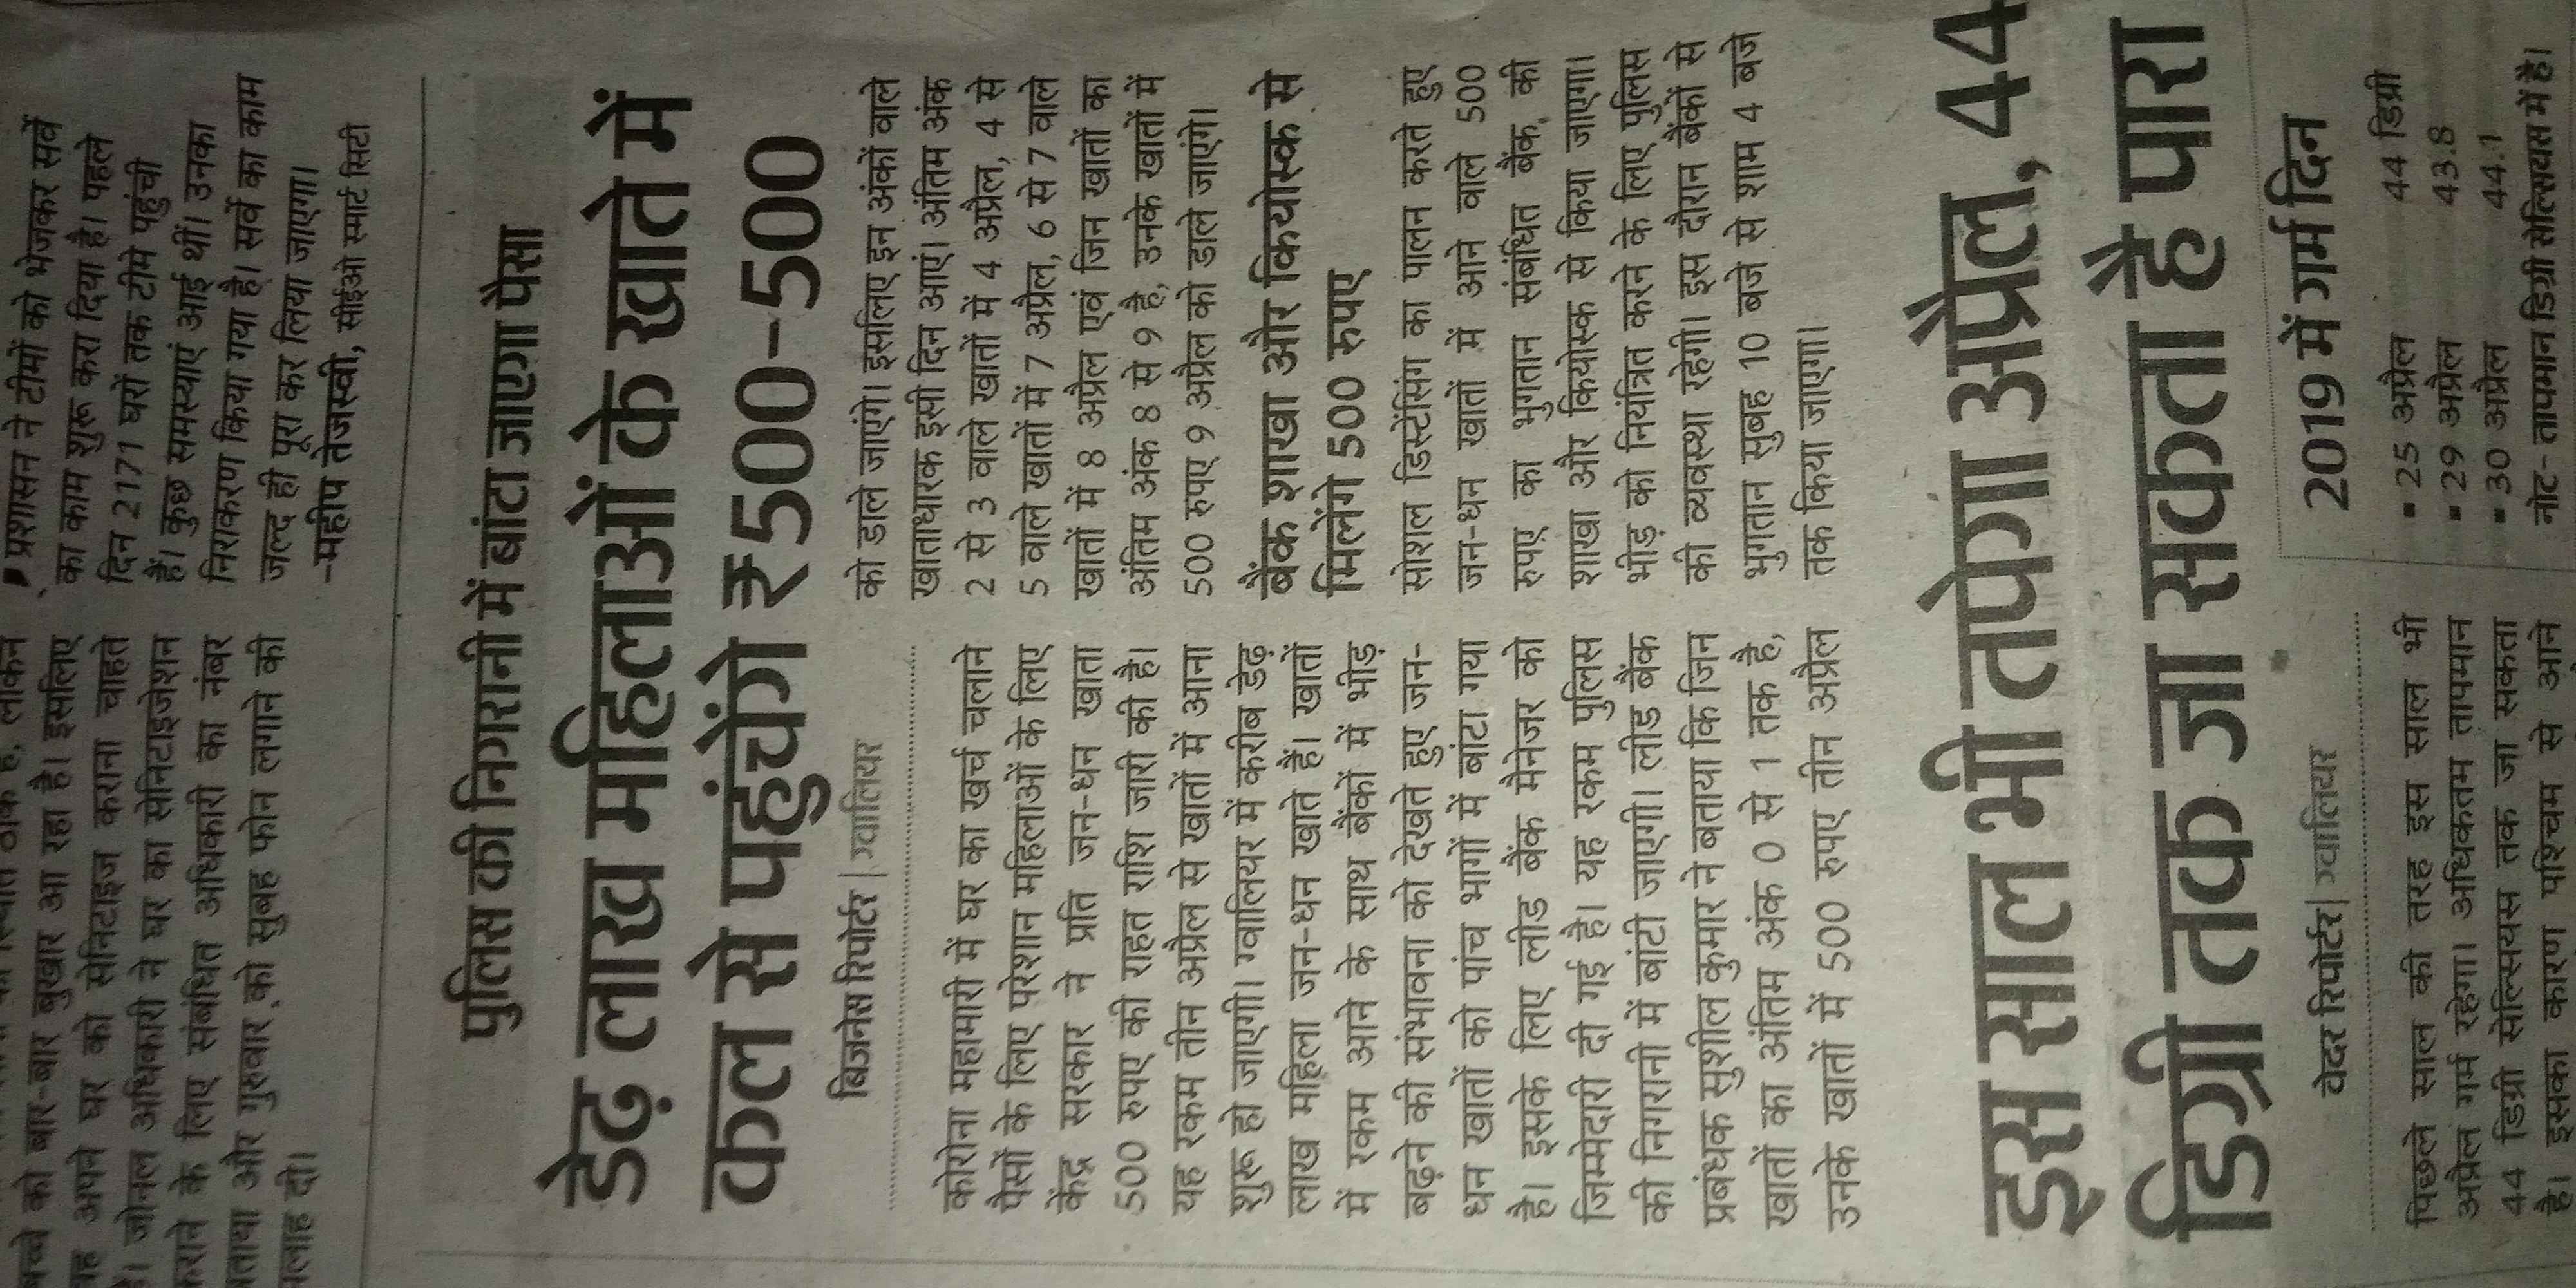 को स्थिति ठीक है, लेकिन
बच्चे को बार-बार बुखार आ रहा है। इसलिए
वह अपने घर को सेनिटाइज कराना चाहते
है। जोनल अधिकारी ने घर का सेनिटाइजेशन
कराने के लिए संबंधित अधिकारी का नंबर
बताया और गुरुवार को सुबह फोन लगाने की
सलाह दी।
प्रशासन ने टीमों को भेजकर सर्वे
का काम शुरू करा दिया है। पहले
दिन 2171 घरों तक टीमे पहुंची
हैं। कुछ समस्याएं आई थीं। उनका
निराकरण किया गया है। सर्वे का काम
जल्द ही पूरा कर लिया जाएगा।
-महीप तेजस्वी, सीईओ स्मार्ट सिटी
पुलिस की निगरानी में बांटा जाएगा पैसा
डेढ़ लाख महिलाओं के खाते में
कल से पहुंचेंगे ₹500-500
बिजनेस रिपोर्टर | ग्वालियर
कोरोना महामारी में घर का खर्च चलाने
पैसों के लिए परेशान महिलाओं के लिए
केंद्र सरकार ने प्रति जन-धन खाता
500 रुपए की राहत राशि जारी की है।
यह रकम तीन अप्रैल से खातों में आना
शुरू हो जाएगी। ग्वालियर में करीब डेढ़
लाख महिला जन-धन खाते हैं। खातों
में रकम आने के साथ बैंकों में भीड़
बढ़ने की संभावना को देखते हुए जन-
धन खातों को पांच भागों में बांटा गया
है। इसके लिए लीड बैंक मैनेजर को
जिम्मेदारी दी गई है। यह रकम पुलिस
की निगरानी में बांटी जाएगी। लीड बैंक
प्रबंधक सुशील कुमार ने बताया कि जिन
खातों का अंतिम अंक 0 से 1 तक है,
उनके खातों में 500 रुपए तीन अप्रैल
को डाले जाएंगे। इसलिए इन अंकों वाले
खाताधारक इसी दिन आएं। अंतिम अंक
2 से 3 वाले खातों में 4 अप्रैल, 4 से
5 वाले खातों में 7 अप्रैल, 6 से 7 वाले
खातों में 8 अप्रैल एवं जिन खातों का
अंतिम अंक 8 से 9 है, उनके खातों में
500 रुपए 9 अप्रैल को डाले जाएंगे।
बैंक शाखा और कियोस्क से
मिलेंगे 500 रुपए
सोशल डिस्टेंसिंग का पालन करते हुए
जन-धन खातों में आने वाले 500
रुपए का भुगतान संबंधित बैंक की
शाखा और कियोस्क से किया जाएगा।
भीड़ को नियंत्रित करने के लिए पुलिस
की व्यवस्था रहेगी। इस दौरान बैंकों से
भुगतान सुबह 10 बजे से शाम 4 बजे
तक किया जाएगा।
इस साल भी तपेगा अप्रैल, 44
डिग्री तक जा सकता है पारा
वेदर रिपोर्टर | ग्वालियर
पिछले साल की तरह इस साल भी
अप्रैल गर्म रहेगा। अधिकतम तापमान
44 डिग्री सेल्सियस तक जा सकता
है। इसका कारण पश्चिम से आने
2019 में गर्म दिन
▪ 25 अप्रैल 44 डिग्री
▪ 29 अप्रैल 43.8
▪ 30 अप्रैल 44.1
नोट- तापमान डिग्री सेल्सियस में है।